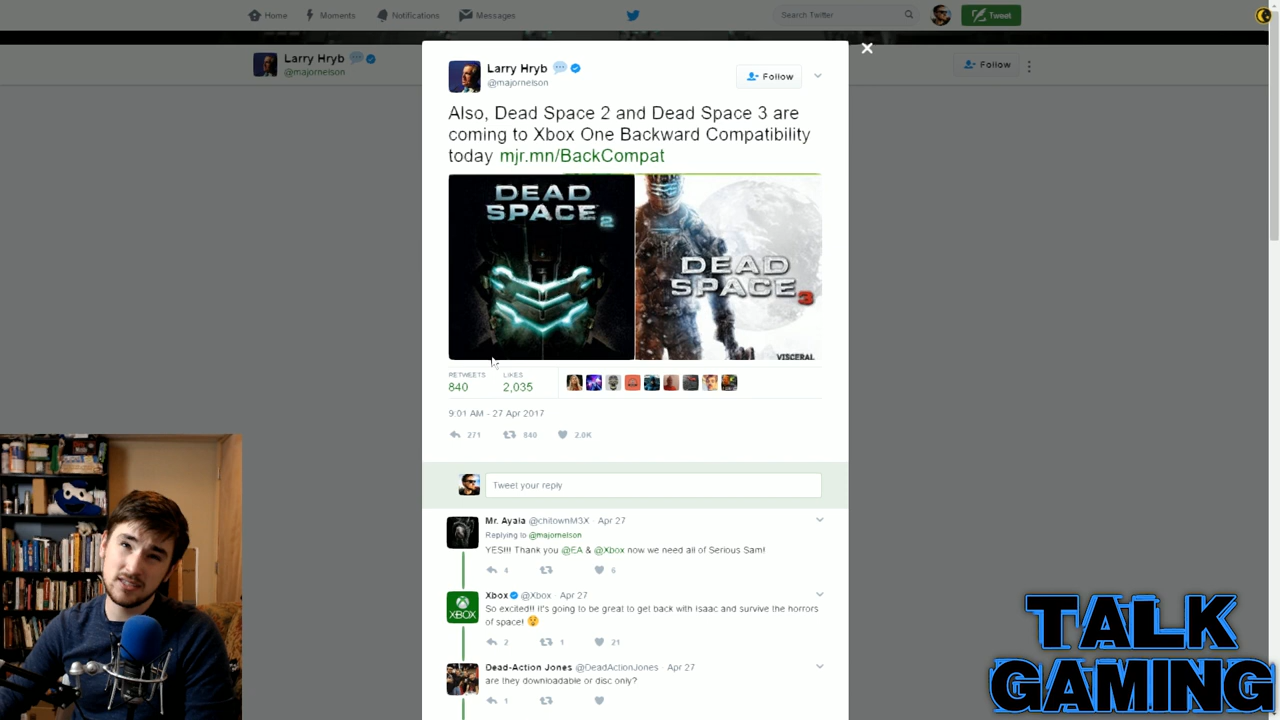 Home
Moments
Notifications
Messages
Search Twitter
Tweet
Larry Hryb
@majornelson
Follow
Larry Hryb
@majornelson
Follow
Also, Dead Space 2 and Dead Space 3 are
coming to Xbox One Backward Compatibility
today mjr.mn/BackCompat
DEAD
SPACE 2
DEAD
SPACE 3
VISCERAL
RETWEETS
840
LIKES
2,035
9:01 AM - 27 Apr 2017
271
840
2.0K
Tweet your reply
Mr. Ayala @chitownM3X · Apr 27
Replying to @majornelson
YES!!! Thank you @EA & @Xbox now we need all of Serious Sam!
4
6
Xbox @Xbox · Apr 27
So excited!! It's going to be great to get back with Isaac and survive the horrors
of space!
2
1
21
XBOX
Dead-Action Jones @DeadActionJones · Apr 27
are they downloadable or disc only?
1
TALK
GAMING